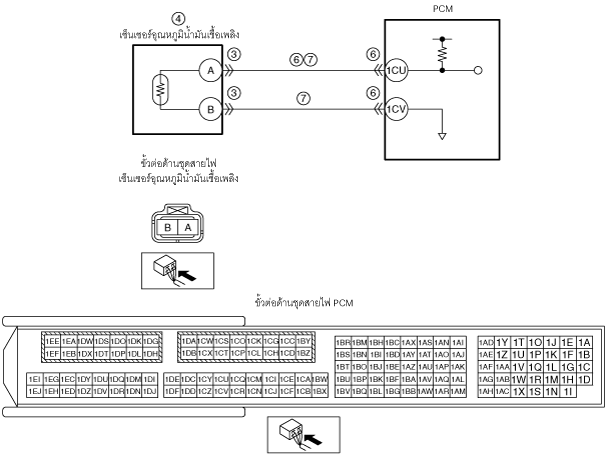 PCM
④
เซ็นเซอร์อุณหภูมิน้ำมันเชื้อเพลิง
③ ⑥⑦ ⑥
A 1CU
③ ⑦ ⑥
B 1CV
ขั้วต่อด้านชุดสายไฟ
เซ็นเซอร์อุณหภูมิน้ำมันเชื้อเพลิง
B A
ขั้วต่อด้านชุดสายไฟ PCM
1EE 1EA 1DW 1DS 1DO 1DK 1DG 1DA 1CW 1CS 1CO 1CK 1CG 1CC 1BY 1BR 1BM 1BH 1BC 1AX 1AS 1AN 1AI 1AD 1Y 1T 1O 1J 1E 1A
1EF 1EB 1DX 1DT 1DP 1DL 1DH 1DB 1CX 1CT 1CP 1CL 1CH 1CD 1BZ 1BS 1BN 1BI 1BD 1AY 1AT 1AO 1AJ 1AE 1Z 1U 1P 1K 1F 1B
1BT 1BO 1BJ 1BE 1AZ 1AU 1AP 1AK 1AF 1AA 1V 1Q 1L 1G 1C
1EI 1EG 1EC 1DY 1DU 1DQ 1DM 1DI 1DE 1DC 1CY 1CU 1CQ 1CM 1CI 1CE 1CA 1BW 1BU 1BP 1BK 1BF 1BA 1AV 1AQ 1AL 1AG 1AB 1W 1R 1M 1H 1D
1EJ 1EH 1ED 1DZ 1DV 1DR 1DN 1DJ 1DF 1DD 1CZ 1CV 1CR 1CN 1CJ 1CF 1CB 1BX 1BV 1BQ 1BL 1BG 1BB 1AW 1AR 1AM 1AH 1AC 1X 1S 1N 1I